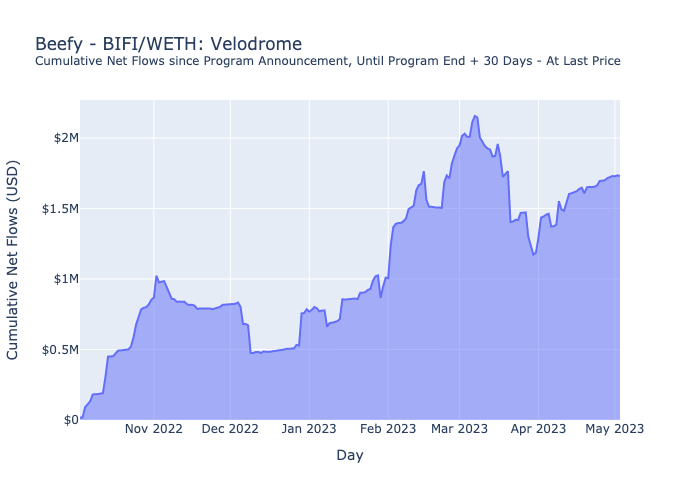 Beefy - BIFI/WETH: Velodrome
Cumulative Net Flows since Program Announcement, Until Program End + 30 Days - At Last Price
Cumulative Net Flows (USD)
$2M
$1.5M
$1M
$0.5M
$0
Nov 2022 Dec 2022 Jan 2023 Feb 2023 Mar 2023 Apr 2023 May 2023
Day